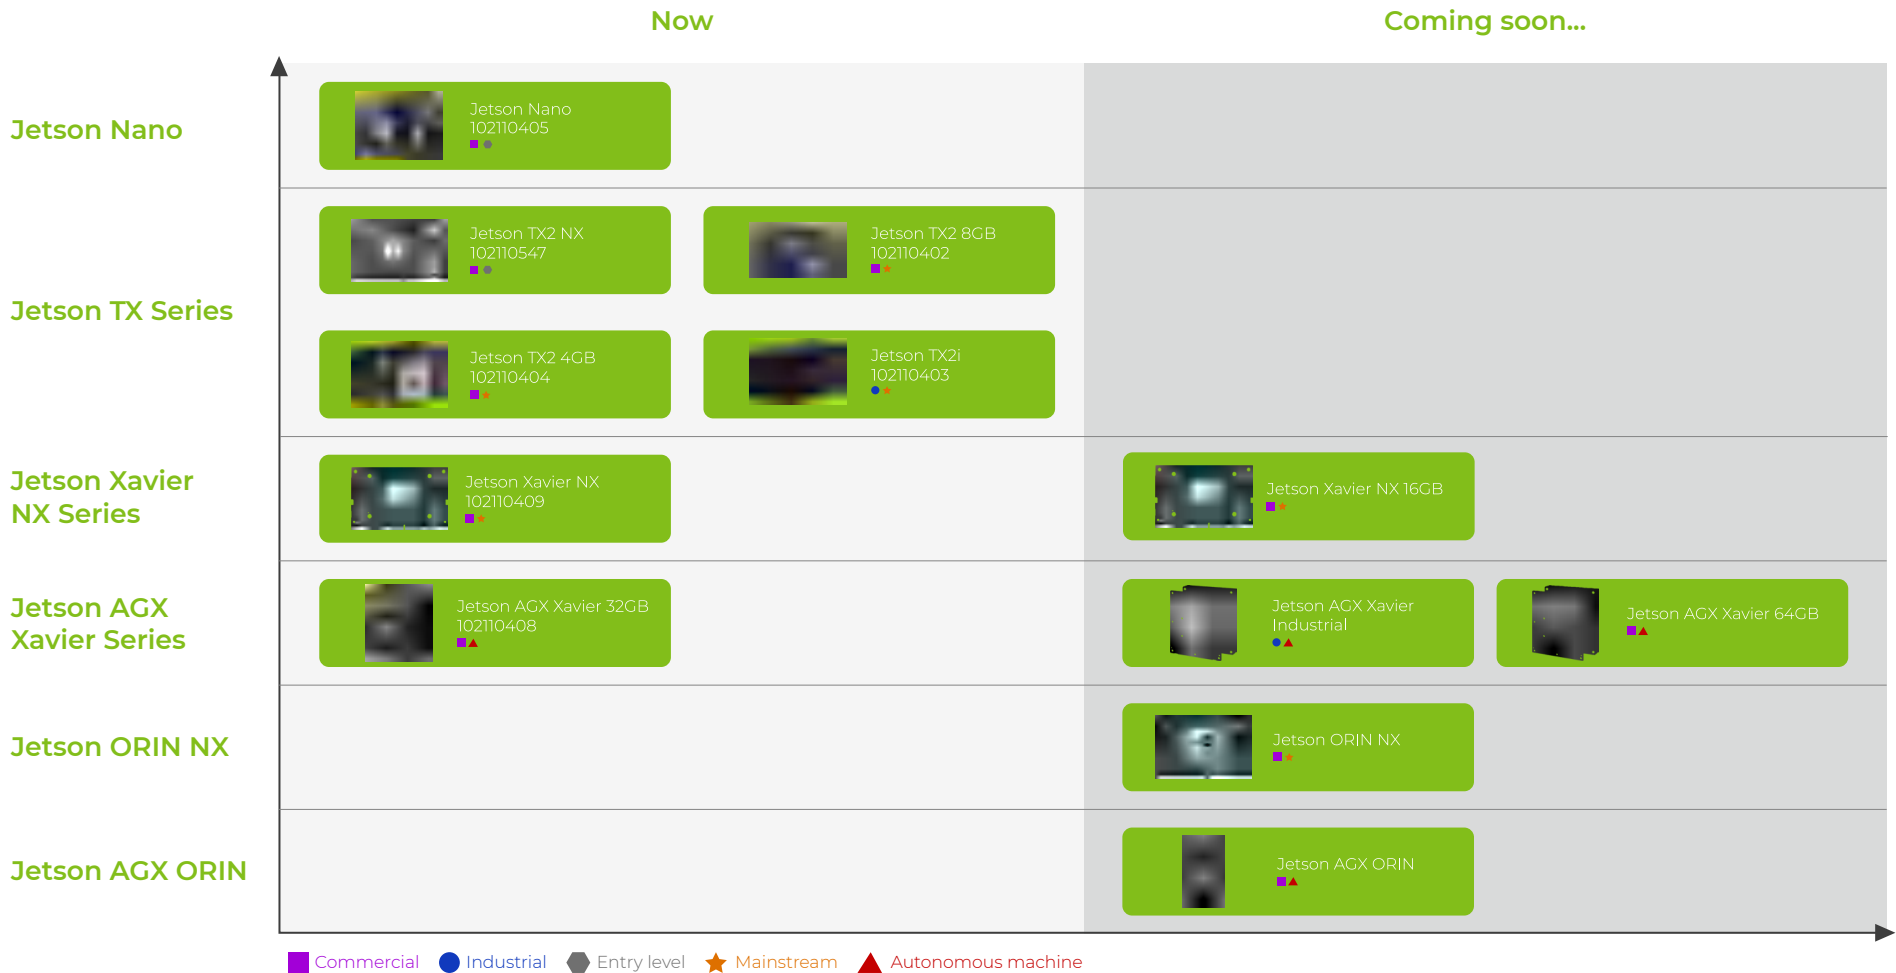 Now
Coming soon...
Jetson Nano
Jetson Nano
102110405
Jetson TX Series
Jetson TX2 NX
102110547
Jetson TX2 8GB
102110402
Jetson TX2 4GB
102110404
Jetson TX2i
102110403
Jetson Xavier
NX Series
Jetson Xavier NX
102110409
Jetson Xavier NX 16GB
Jetson AGX
Xavier Series
Jetson AGX Xavier 32GB
102110408
Jetson AGX Xavier
Industrial
Jetson AGX Xavier 64GB
Jetson ORIN NX
Jetson ORIN NX
Jetson AGX ORIN
Jetson AGX ORIN
Commercial
Industrial
Entry level
Mainstream
Autonomous machine